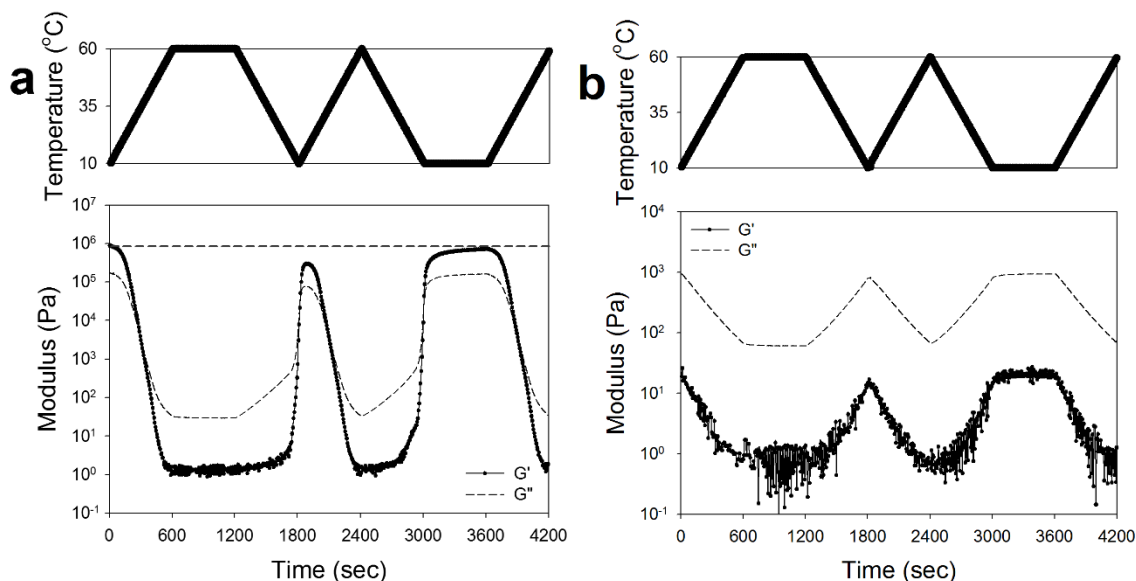 a
Temperature (°C)
60
35
10
Modulus (Pa)
10⁷
10⁶
10⁵
10⁴
10³
10²
10¹
10⁰
10⁻¹
G'
G"
0 600 1200 1800 2400 3000 3600 4200
Time (sec)
b
Temperature (°C)
60
35
10
Modulus (Pa)
10⁴
10³
10²
10¹
10⁰
10⁻¹
G'
G"
0 600 1200 1800 2400 3000 3600 4200
Time (sec)